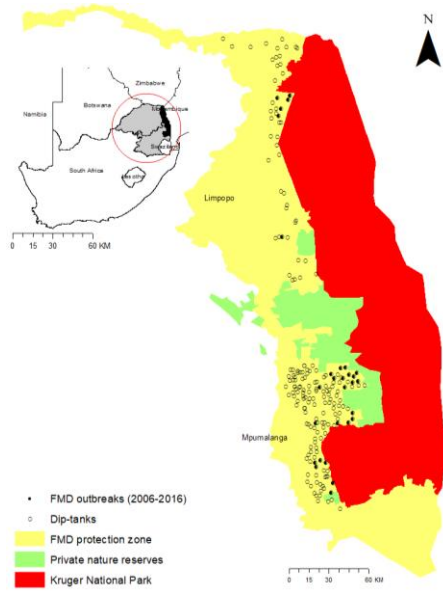 N
Zimbabwe
Botswana
Mozambique
Namibia
Swaziland
South Africa
Lesotho
0 15 30 60 KM
Limpopo
Mpumalanga
FMD outbreaks (2006-2016)
Dip-tanks
FMD protection zone
Private nature reserves
Kruger National Park
0 15 30 60 KM